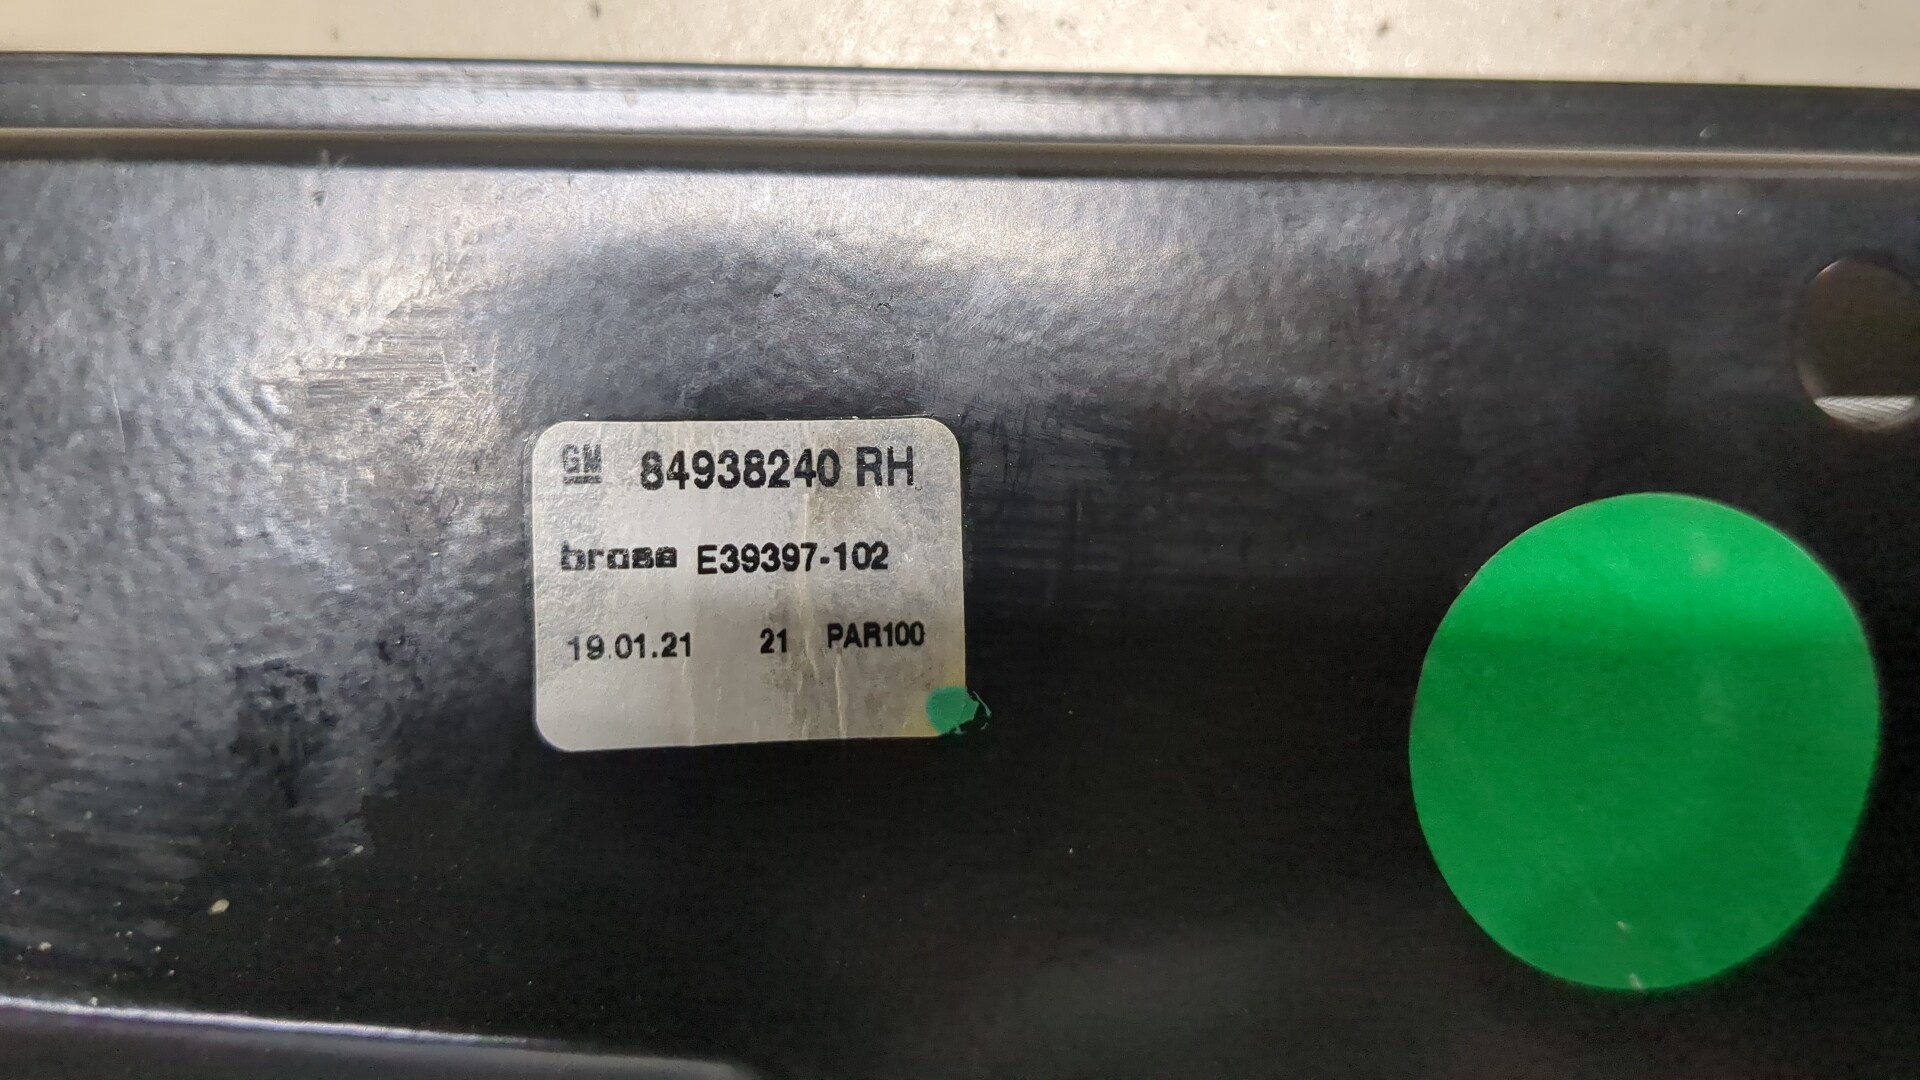 GM 84938240 RH
brose E39397-102
19.01.21 21 PAR100